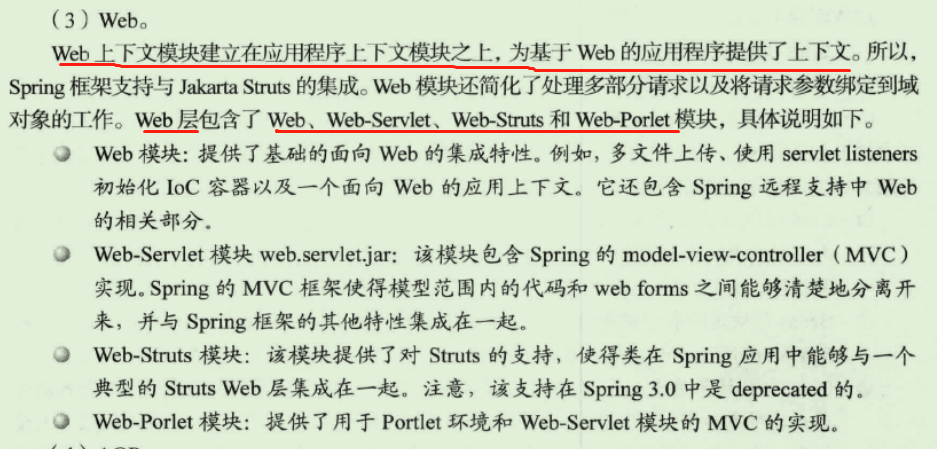 （3）Web。
Web 上下文模块建立在应用程序上下文模块之上，为基于 Web 的应用程序提供了上下文。所以，
Spring 框架支持与 Jakarta Struts 的集成。Web 模块还简化了处理多部分请求以及将请求参数绑定到域
对象的工作。Web 层包含了 Web、Web-Servlet、Web-Struts 和 Web-Porlet 模块，具体说明如下。
Web 模块：提供了基础的面向 Web 的集成特性。例如，多文件上传、使用 servlet listeners
初始化 IoC 容器以及一个面向 Web 的应用上下文。它还包含 Spring 远程支持中 Web
的相关部分。
Web-Servlet 模块 web.servlet.jar：该模块包含 Spring 的 model-view-controller（MVC）
实现。Spring 的 MVC 框架使得模型范围内的代码和 web forms 之间能够清楚地分离开
来，并与 Spring 框架的其他特性集成在一起。
Web-Struts 模块：该模块提供了对 Struts 的支持，使得类在 Spring 应用中能够与一个
典型的 Struts Web 层集成在一起。注意，该支持在 Spring 3.0 中是 deprecated 的。
Web-Porlet 模块：提供了用于 Portlet 环境和 Web-Servlet 模块的 MVC 的实现。